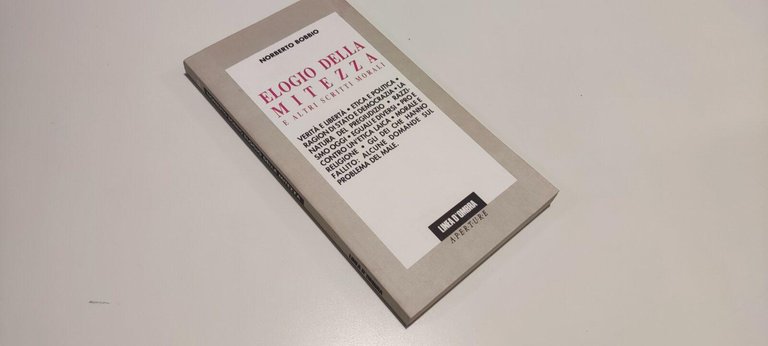 NORBERTO BOBBIO
ELOGIO DELLA
MITEZZA
E ALTRI SCRITTI MORALI
VERITÀ E LIBERTÀ • ETICA E POLITICA •
RAGION DI STATO E DEMOCRAZIA • LA
NATURA DEL PREGIUDIZIO • RAZZI-
SMO OGGI • EGUALI E DIVERSI • PRO E
CONTRO UN'ETICA LAICA • MORALE E
RELIGIONE • GLI DEI CHE HANNO
FALLITO: ALCUNE DOMANDE SUL
PROBLEMA DEL MALE.
LINEA D'OMBRA
APERTURE
LINEA D'OMBRA